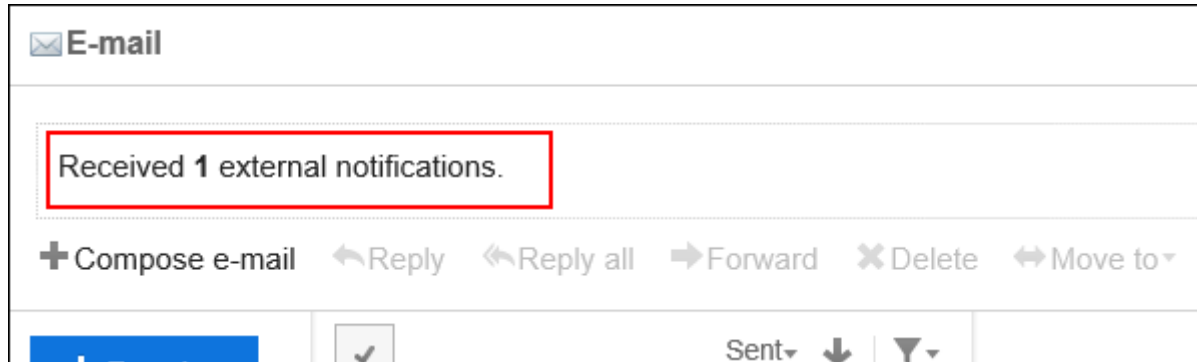 E-mail
Received 1 external notifications.
Compose e-mail Reply Reply all Forward Delete Move to
Sent